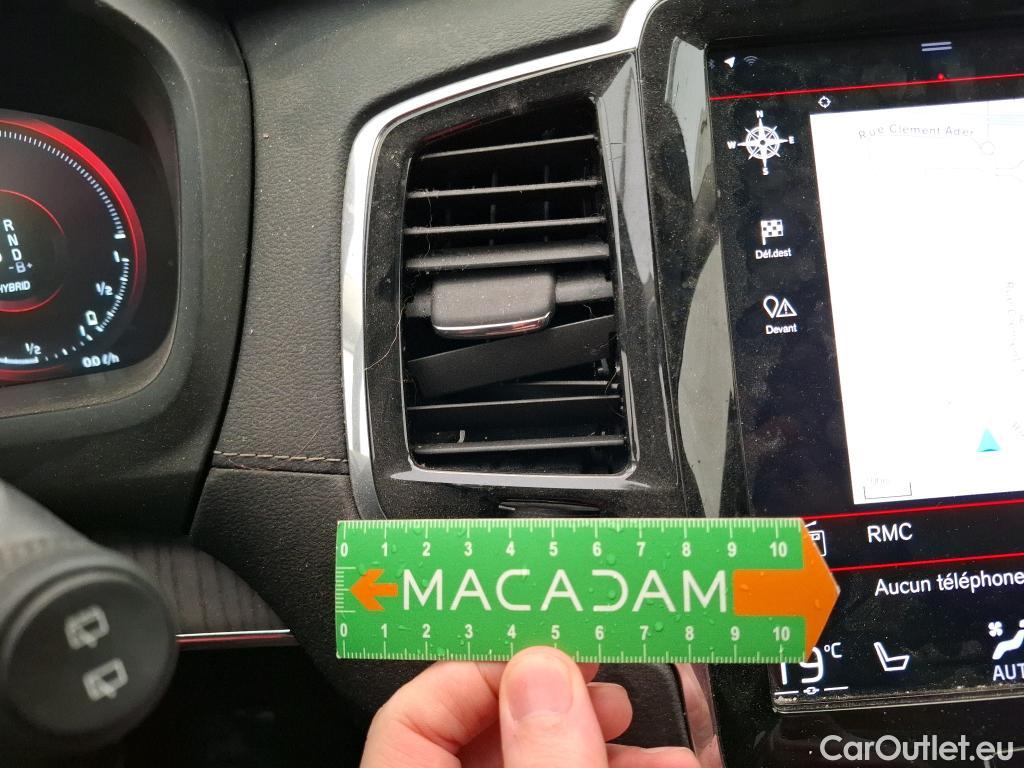 Rue Clément Ader
N
W E
S
Déf.dest
Devant
R
N
D
-B+
HYBRID
1/2
1/2
0.0 ℓ/h
RMC
Aucun téléphone
0 1 2 3 4 5 6 7 8 9 10
MACADAM
0 1 2 3 4 5 6 7 8 9 10
19°C
AUT
CarOutlet.eu